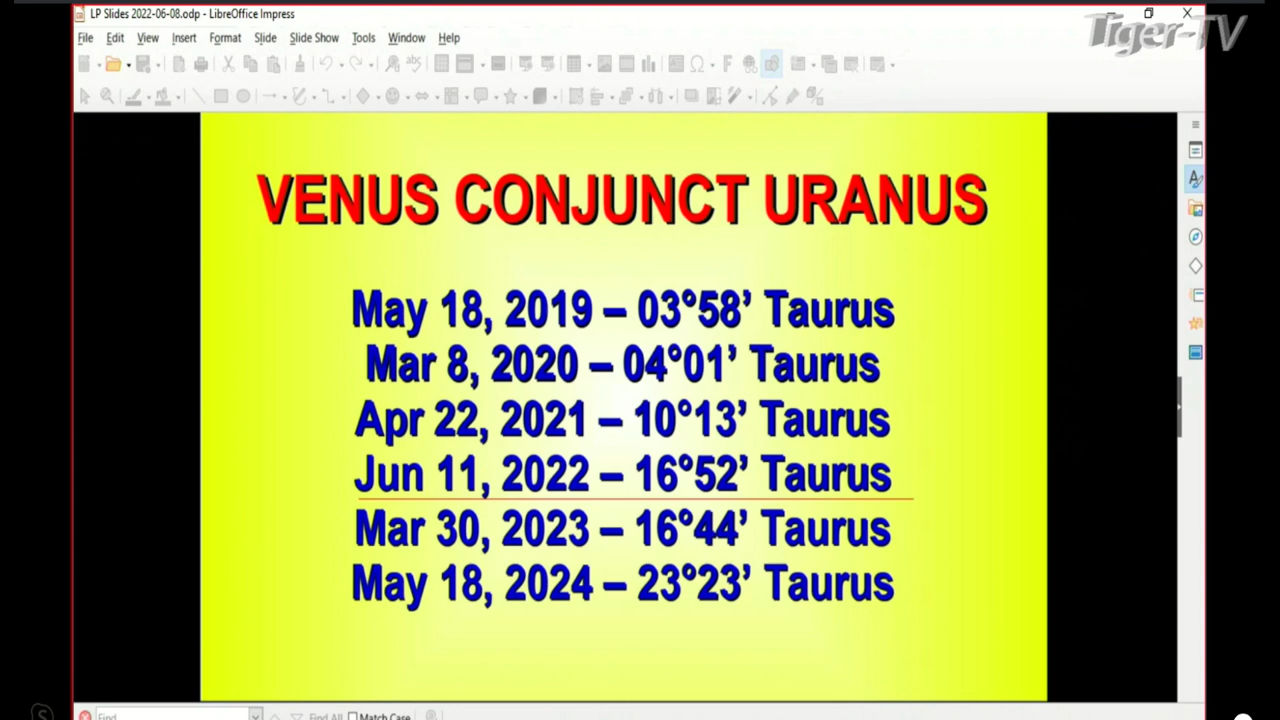 LP Slides 2022-06-08.odp - LibreOffice Impress
Tiger-TV
File Edit View Insert Format Slide Slide Show Tools Window Help
VENUS CONJUNCT URANUS
May 18, 2019 – 03°58’ Taurus
Mar 8, 2020 – 04°01’ Taurus
Apr 22, 2021 – 10°13’ Taurus
Jun 11, 2022 – 16°52’ Taurus
Mar 30, 2023 – 16°44’ Taurus
May 18, 2024 – 23°23’ Taurus
Find Find All Match Case